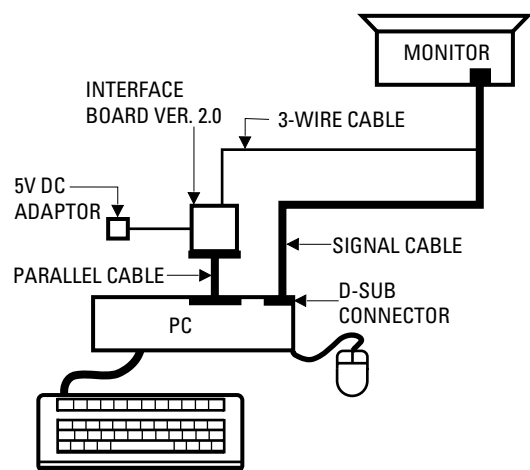 MONITOR
INTERFACE
BOARD VER. 2.0
3-WIRE CABLE
5V DC
ADAPTOR
SIGNAL CABLE
PARALLEL CABLE
D-SUB
CONNECTOR
PC